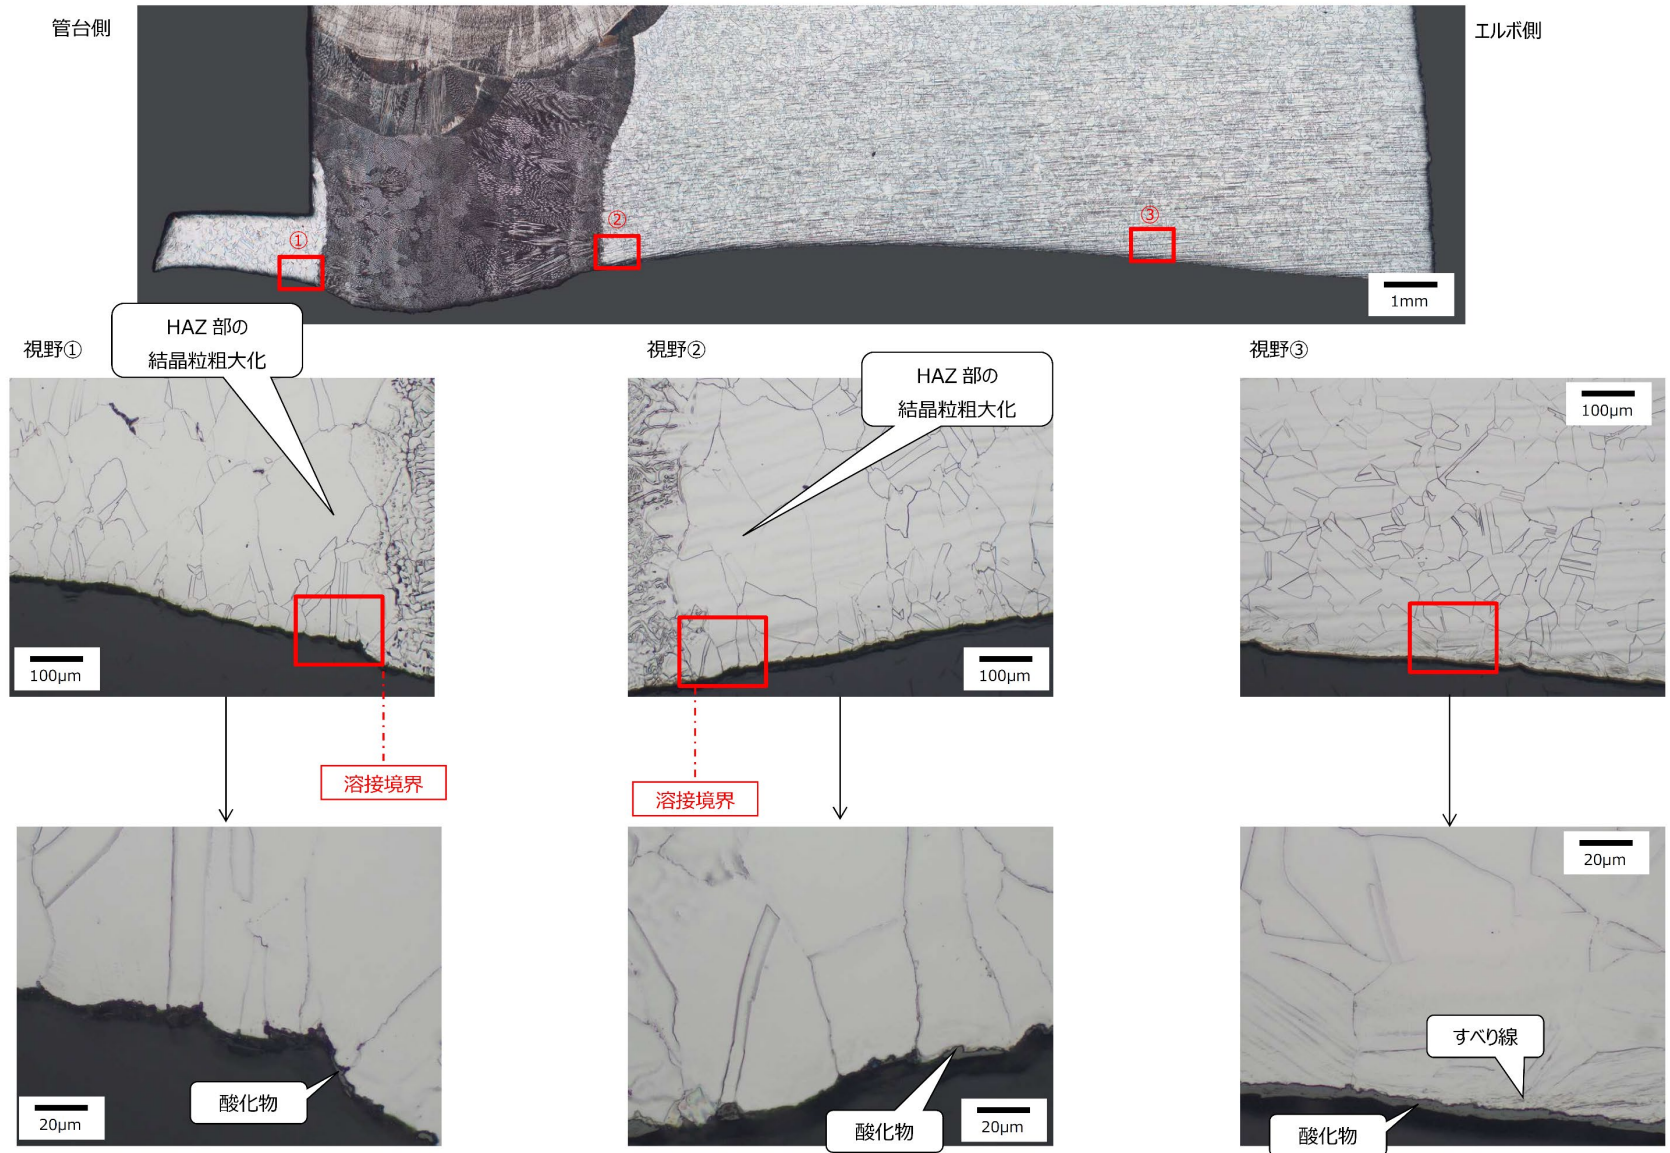 管台側
エルボ側
①
②
③
1mm
視野①
HAZ 部の
結晶粒粗大化
視野②
HAZ 部の
結晶粒粗大化
視野③
100μm
100μm
100μm
溶接境界
溶接境界
20μm
すべり線
酸化物
20μm
酸化物
20μm
酸化物